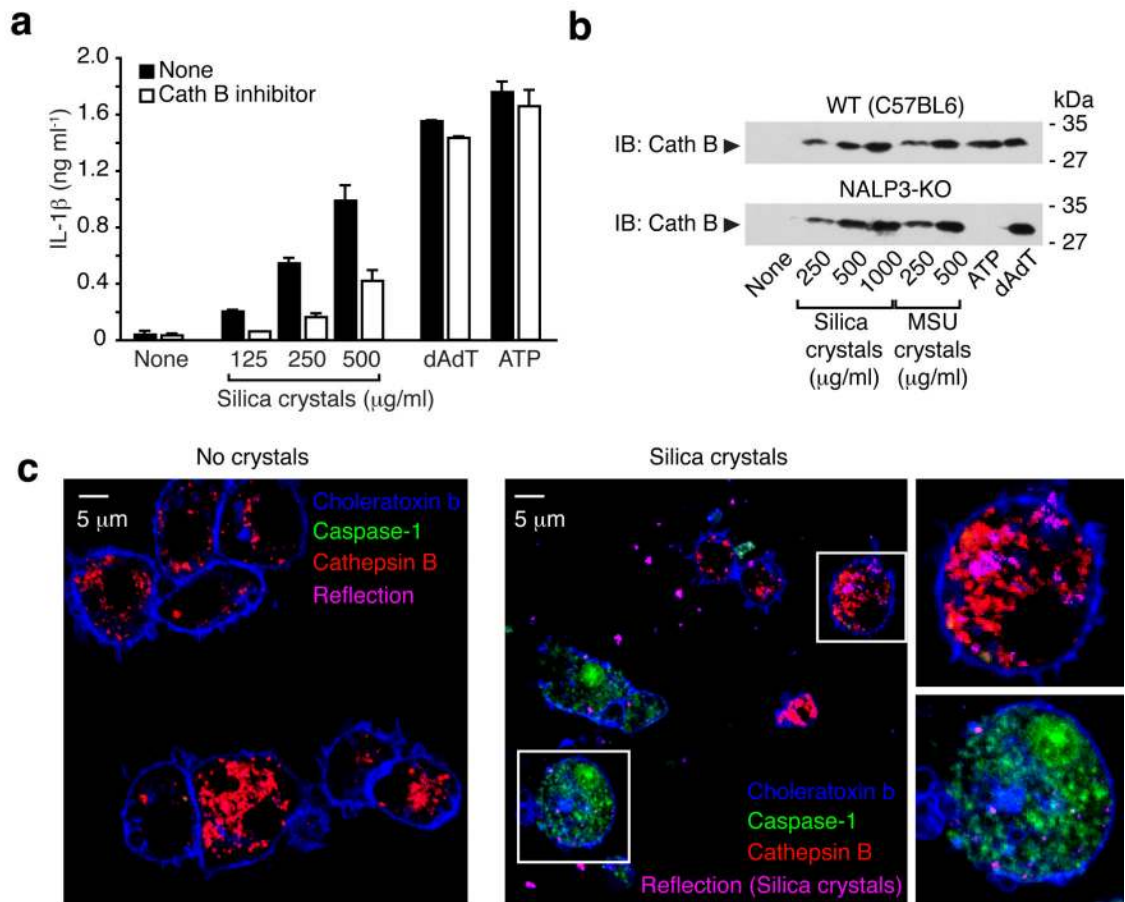 a
2.0
1.6
1.2
0.8
0.4
0
IL-1β (ng ml⁻¹)
None
Cath B inhibitor
None
125 250 500
dAdT ATP
Silica crystals (μg/ml)
b
WT (C57BL6)
kDa
IB: Cath B
- 35
- 27
NALP3-KO
IB: Cath B
- 35
- 27
None 250 500 1000 250 500 ATP dAdT
Silica crystals (μg/ml)
MSU crystals (μg/ml)
c
No crystals
5 μm
Choleratoxin b
Caspase-1
Cathepsin B
Reflection
Silica crystals
5 μm
Choleratoxin b
Caspase-1
Cathepsin B
Reflection (Silica crystals)